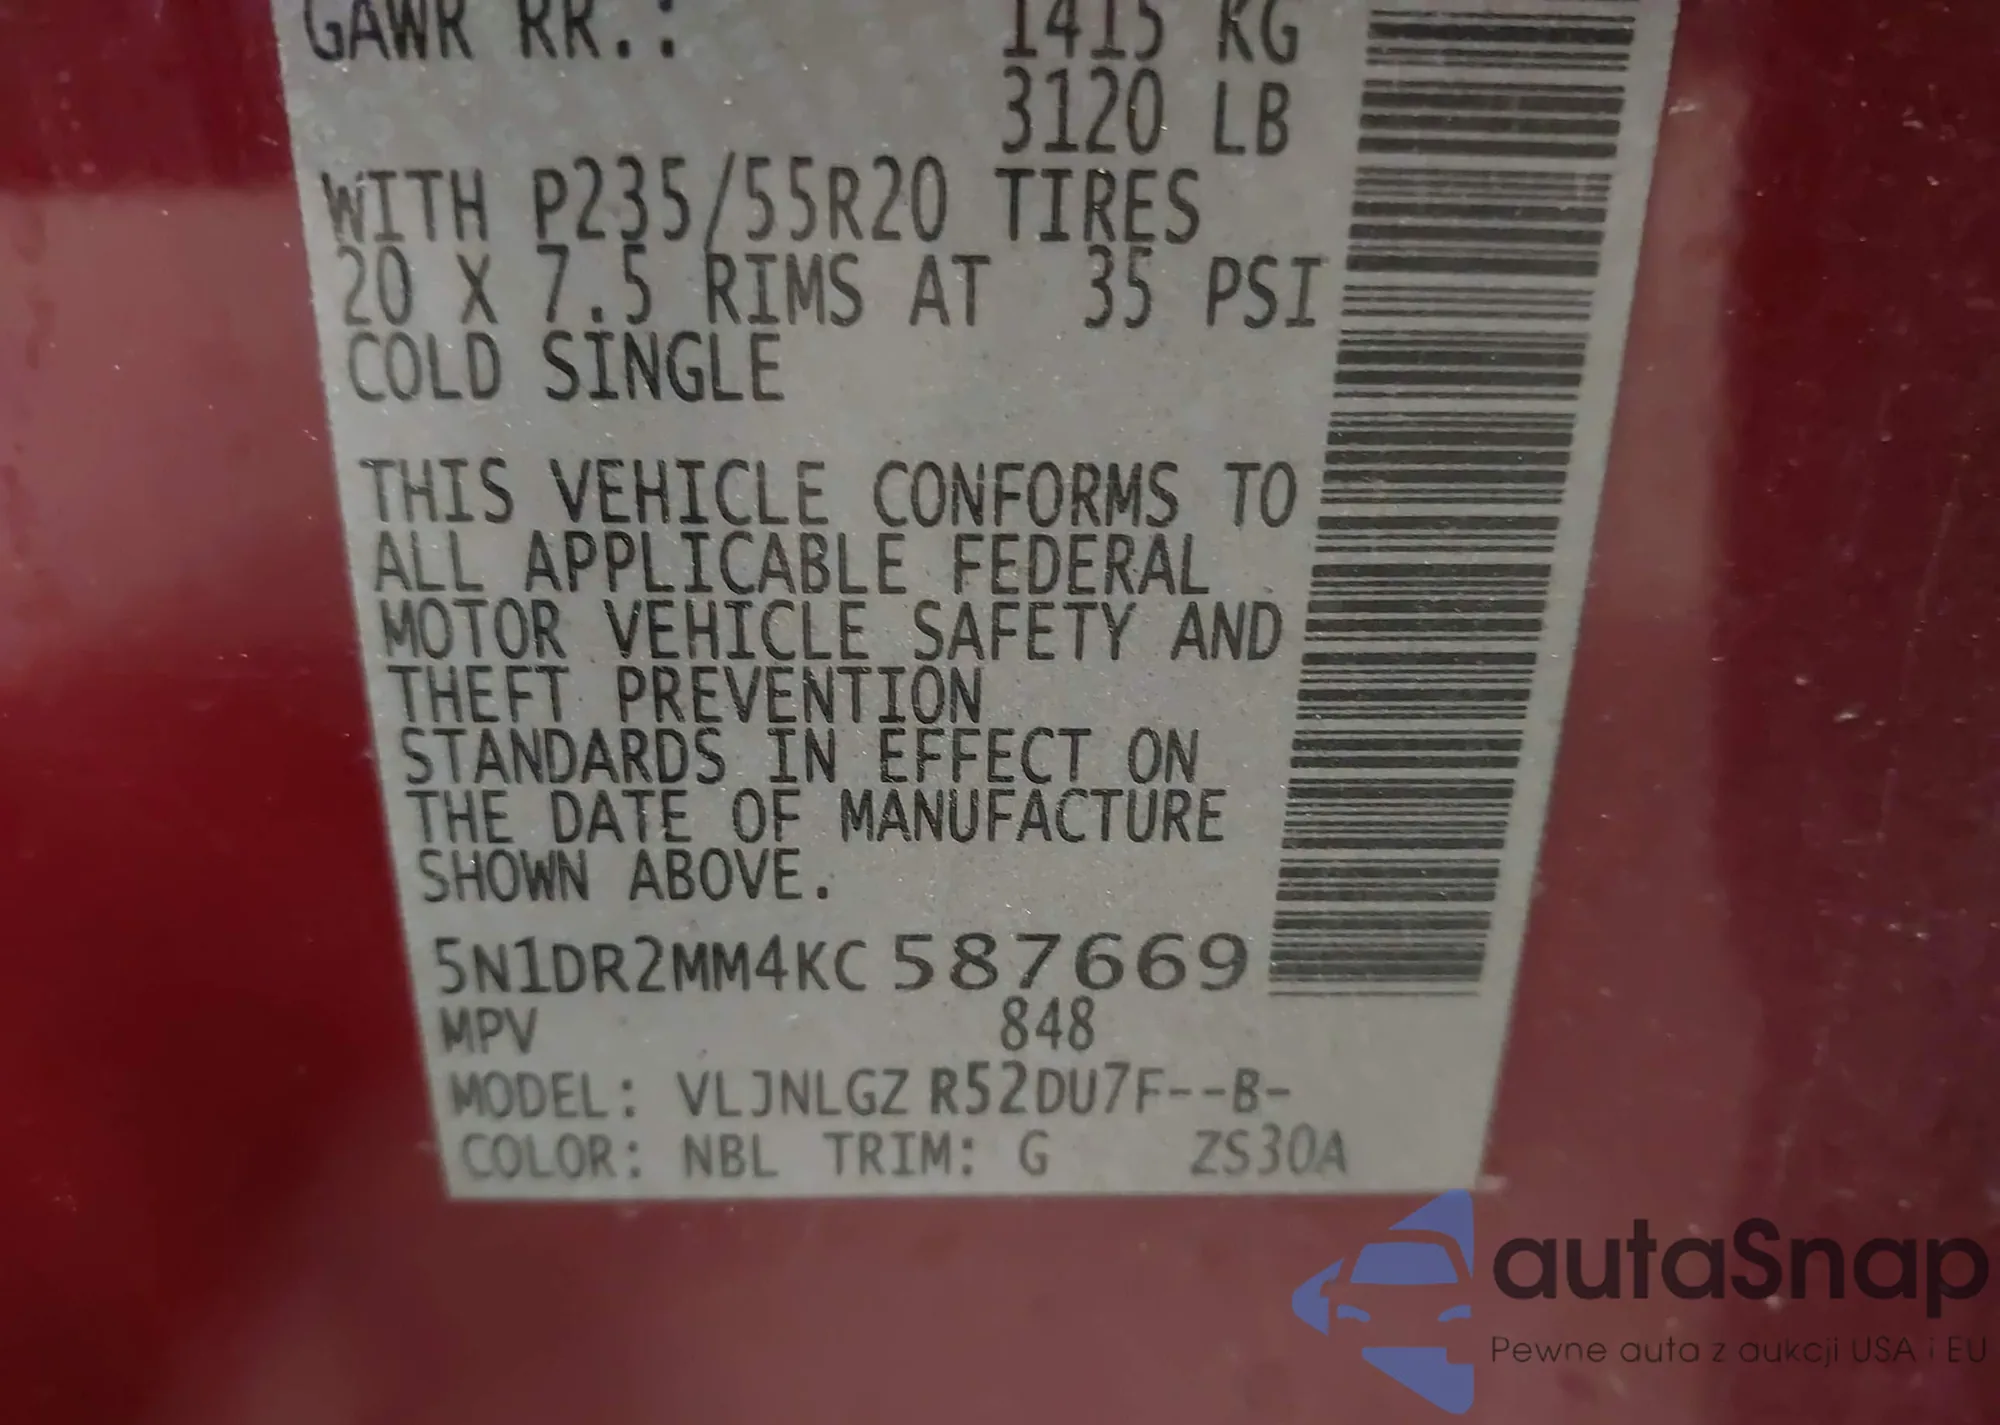 GAWR RR.: 1415 KG
3120 LB
WITH P235/55R20 TIRES
20 X 7.5 RIMS AT 35 PSI
COLD SINGLE
THIS VEHICLE CONFORMS TO
ALL APPLICABLE FEDERAL
MOTOR VEHICLE SAFETY AND
THEFT PREVENTION
STANDARDS IN EFFECT ON
THE DATE OF MANUFACTURE
SHOWN ABOVE.
5N1DR2MM4KC587669
MPV 848
MODEL: VLJNLGZ R52DU7F--B-
COLOR: NBL TRIM: G ZS30A
autaSnap
Pewne auta z aukcji USA i EU